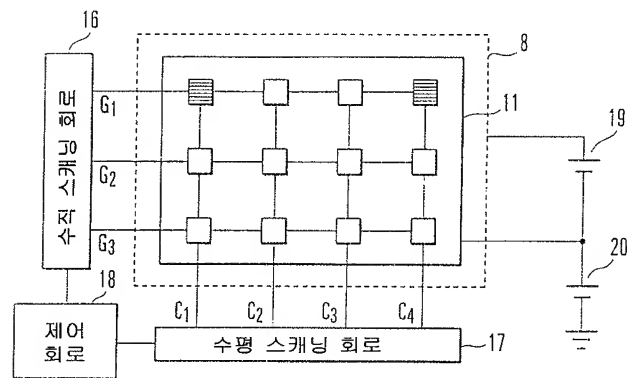 16
8
11
19
G1
수직 스캐닝 회로
G2
G3
20
18
C1
C2
C3
C4
제어
회로
수평 스캐닝 회로
17